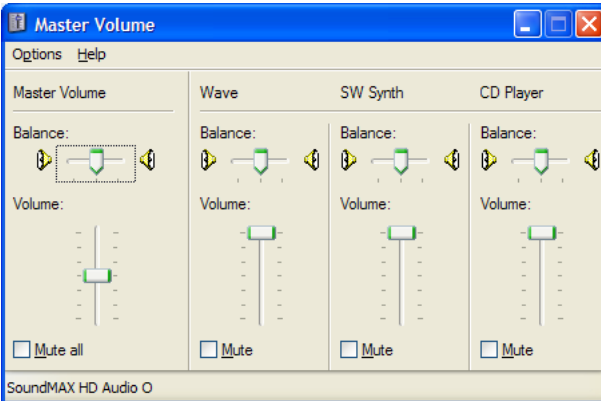 Master Volume
Options Help
Master Volume
Wave
SW Synth
CD Player
Balance:
Balance:
Balance:
Balance:
Volume:
Volume:
Volume:
Volume:
Mute all
Mute
Mute
Mute
SoundMAX HD Audio O